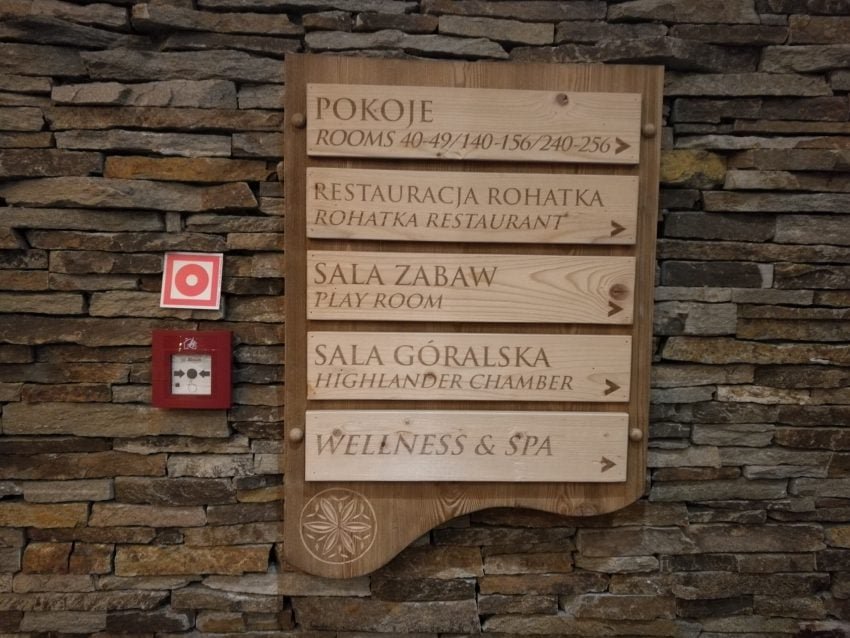 POKOJE
ROOMS 40-49/140-156/240-256 >
RESTAURACJA ROHATKA
ROHATKA RESTAURANT >
SALA ZABAW
PLAY ROOM >
SALA GÓRALSKA
HIGHLANDER CHAMBER >
WELLNESS & SPA >